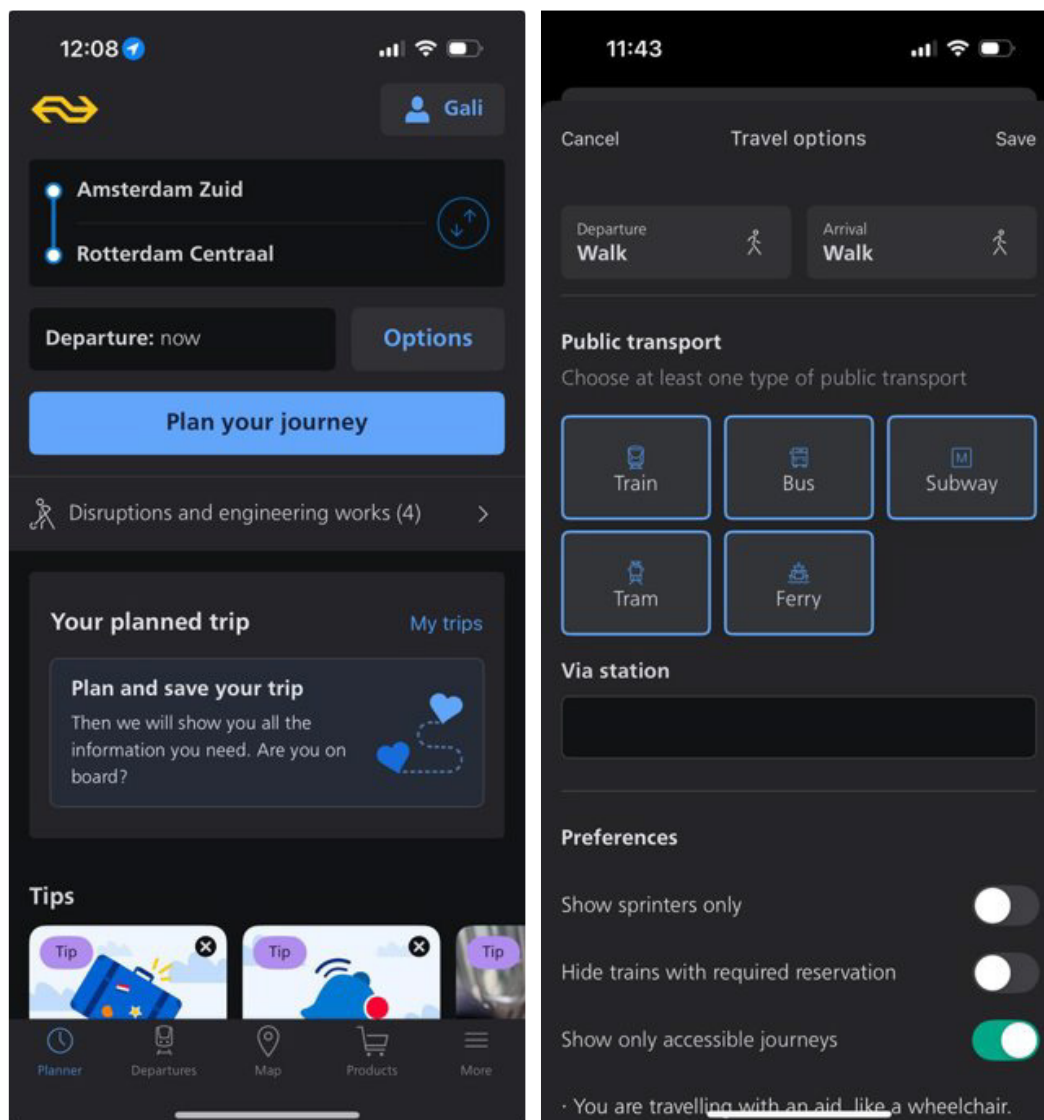 12:08
Gali
Amsterdam Zuid
Rotterdam Centraal
Departure: now
Options
Plan your journey
Disruptions and engineering works (4)
Your planned trip
My trips
Plan and save your trip
Then we will show you all the
information you need. Are you on
board?
Tips
Tip
Tip
Tip
Planner
Departures
Map
Products
More
11:43
Cancel
Travel options
Save
Departure
Walk
Arrival
Walk
Public transport
Choose at least one type of public transport
Train
Bus
M
Subway
Tram
Ferry
Via station
Preferences
Show sprinters only
Hide trains with required reservation
Show only accessible journeys
· You are travelling with an aid, like a wheelchair.